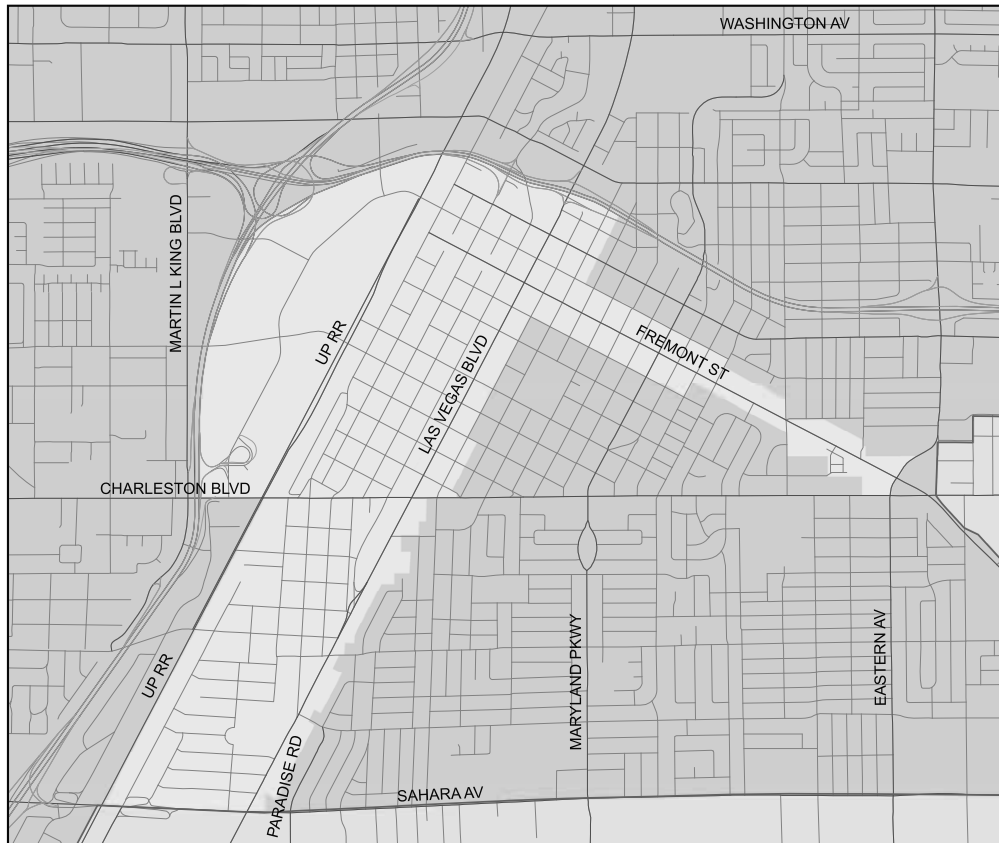 WASHINGTON AV
MARTIN L KING BLVD
UP RR
LAS VEGAS BLVD
FREMONT ST
CHARLESTON BLVD
UP RR
PARADISE RD
MARYLAND PKWY
EASTERN AV
SAHARA AV